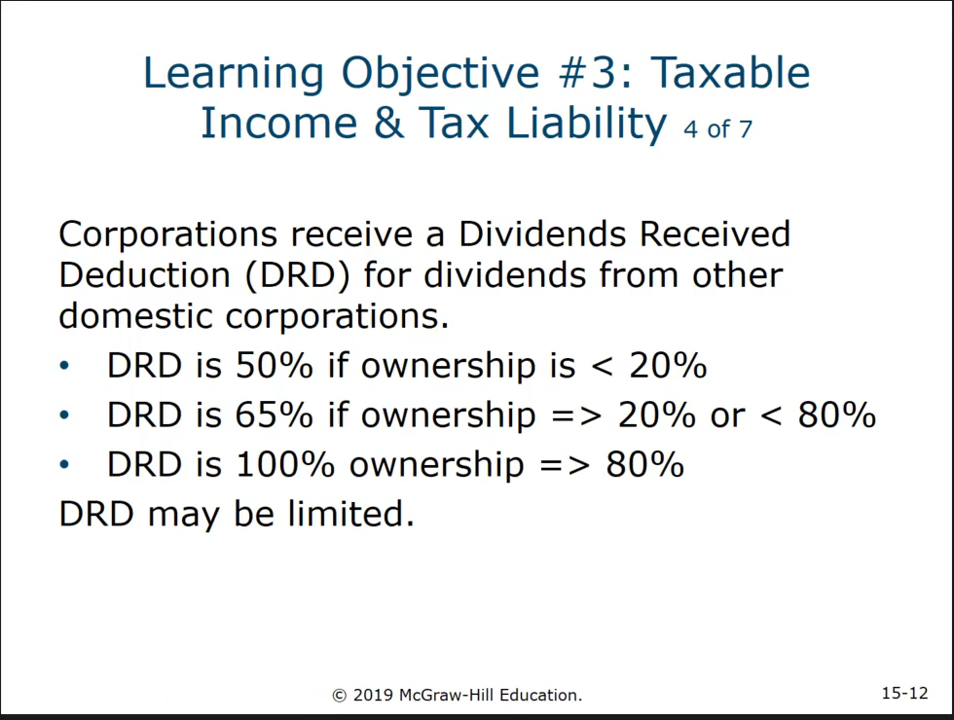 Learning Objective #3: Taxable
Income & Tax Liability 4 of 7
Corporations receive a Dividends Received
Deduction (DRD) for dividends from other
domestic corporations.
• DRD is 50% if ownership is < 20%
• DRD is 65% if ownership => 20% or < 80%
• DRD is 100% ownership => 80%
DRD may be limited.
© 2019 McGraw-Hill Education.
15-12